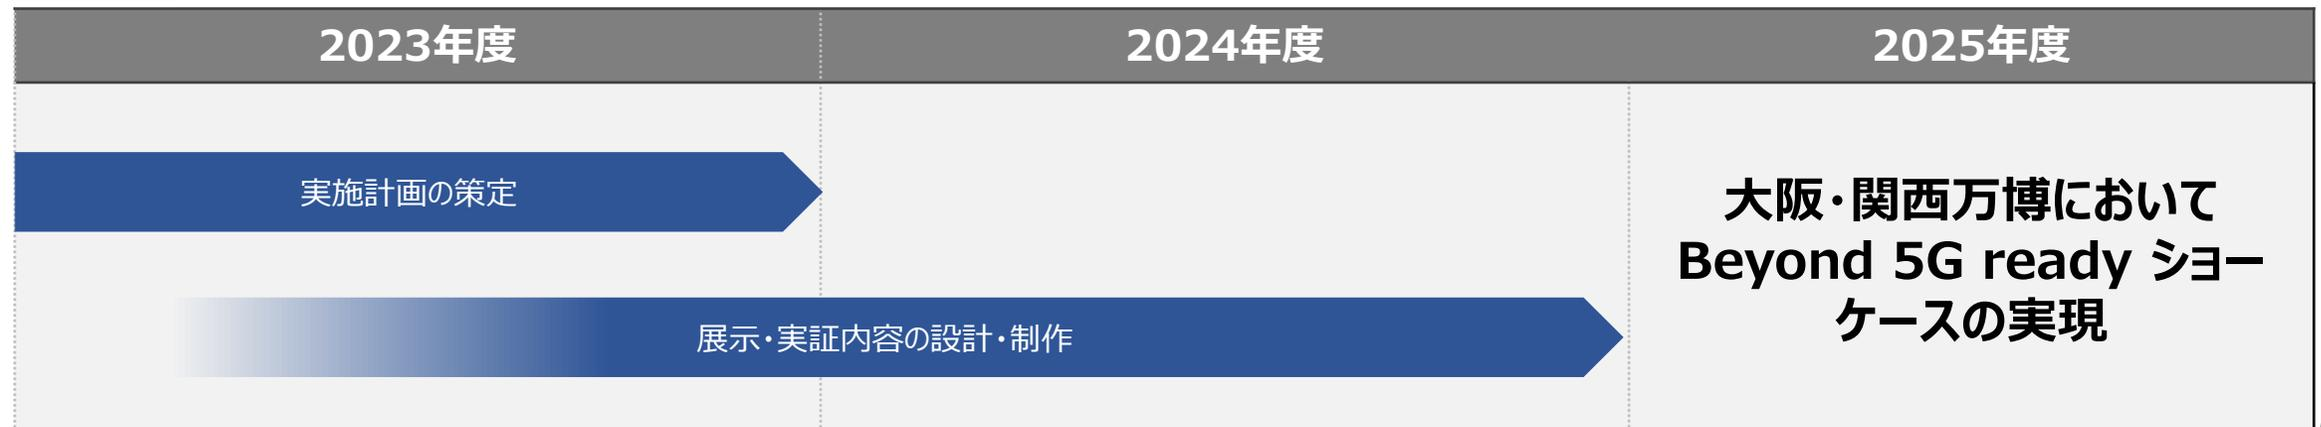 2023年度
2024年度
2025年度
実施計画の策定
展示・実証内容の設計・制作
大阪・関西万博において
Beyond 5G ready ショー
ケースの実現